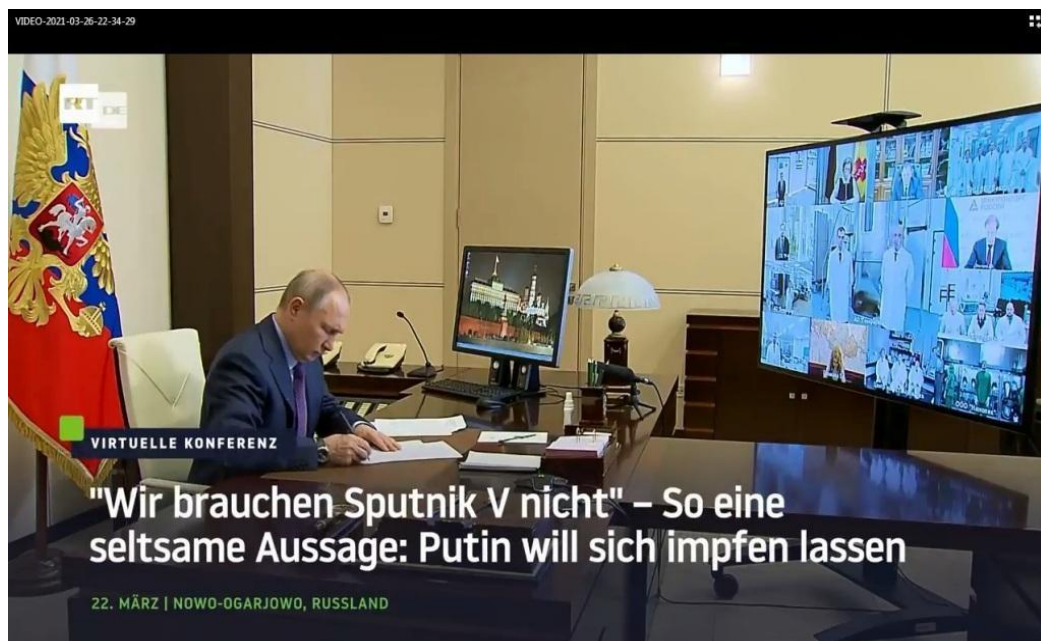 VIDEO-2021-03-26-22-34-29
RT DE
VIRTUELLE KONFERENZ
"Wir brauchen Sputnik V nicht" – So eine
seltsame Aussage: Putin will sich impfen lassen
22. MÄRZ | NOWO-OGARJOWO, RUSSLAND